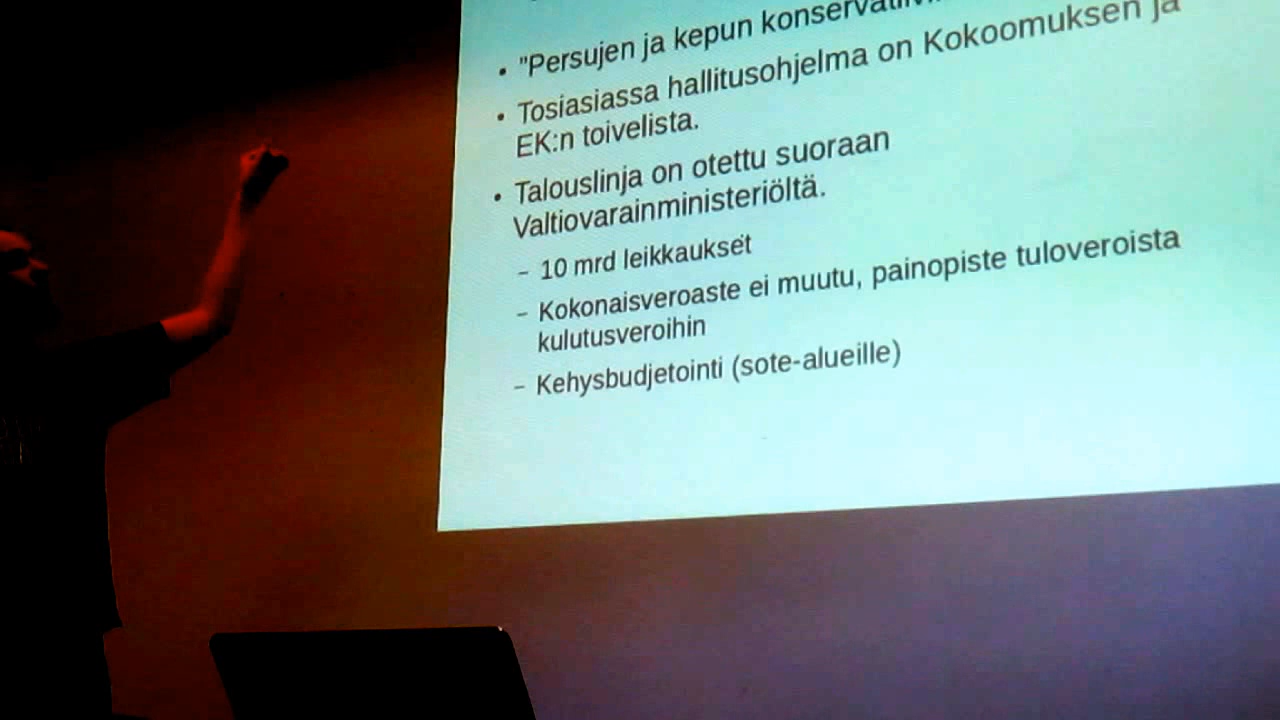 • "Persujen ja kepun
• Tosiasiassa hallitusohjelma on Kokoomuksen ja
EK:n toivelista.
• Talouslinja on otettu suoraan
Valtiovarainministeriöltä.
– 10 mrd leikkaukset
– Kokonaisveroaste ei muutu, painopiste tuloveroista
kulutusveroihin
– Kehysbudjetointi (sote-alueille)